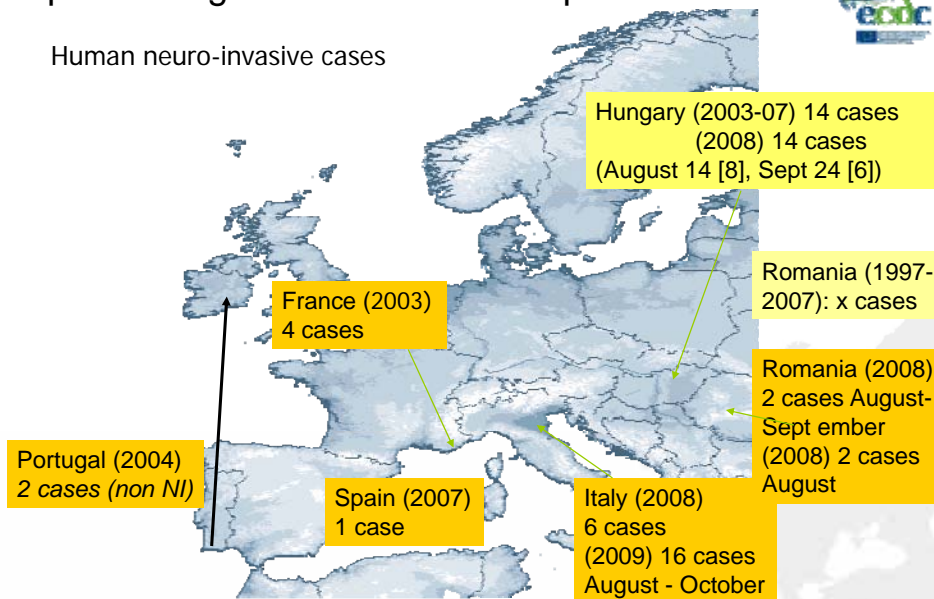 Human neuro-invasive cases
ecdc
Hungary (2003-07) 14 cases
(2008) 14 cases
(August 14 [8], Sept 24 [6])
Romania (1997-
2007): x cases
France (2003)
4 cases
Romania (2008)
2 cases August-
Sept ember
(2008) 2 cases
August
Portugal (2004)
2 cases (non NI)
Spain (2007)
1 case
Italy (2008)
6 cases
(2009) 16 cases
August - October